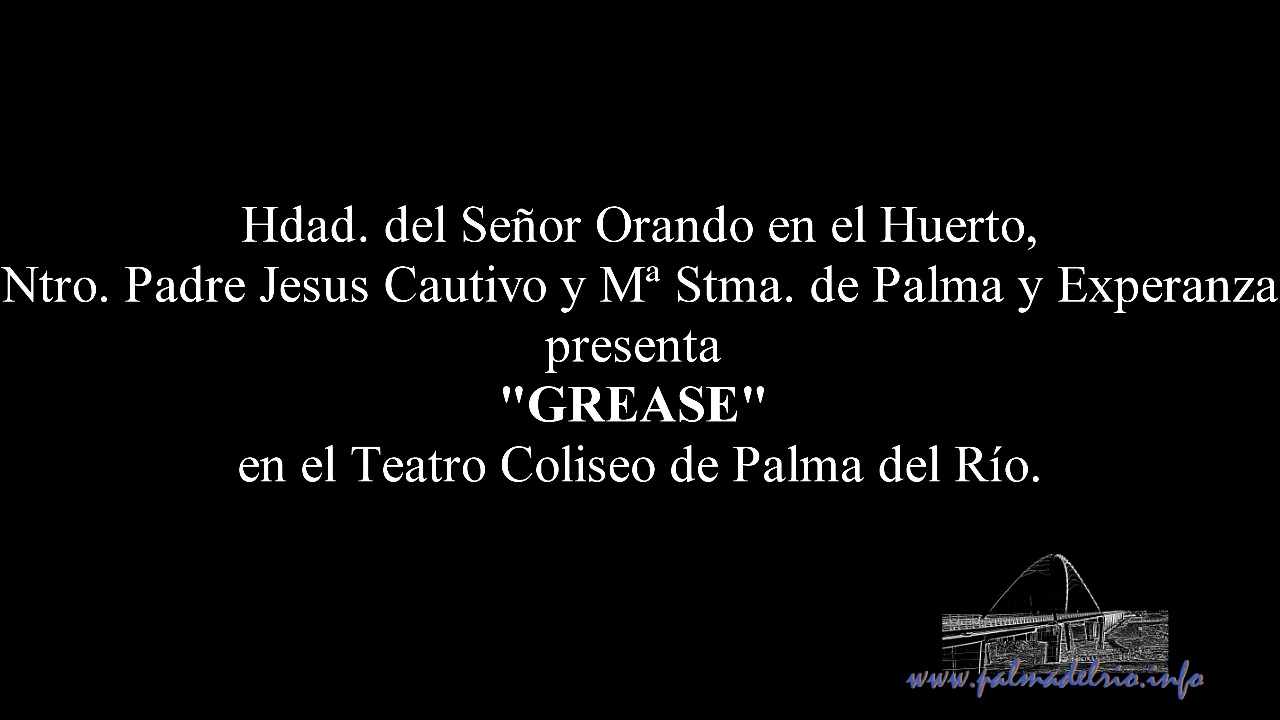 Hdad. del Señor Orando en el Huerto,
Ntro. Padre Jesus Cautivo y Mª Stma. de Palma y Experanza
presenta
"GREASE"
en el Teatro Coliseo de Palma del Río.
www.palmadelrio.info